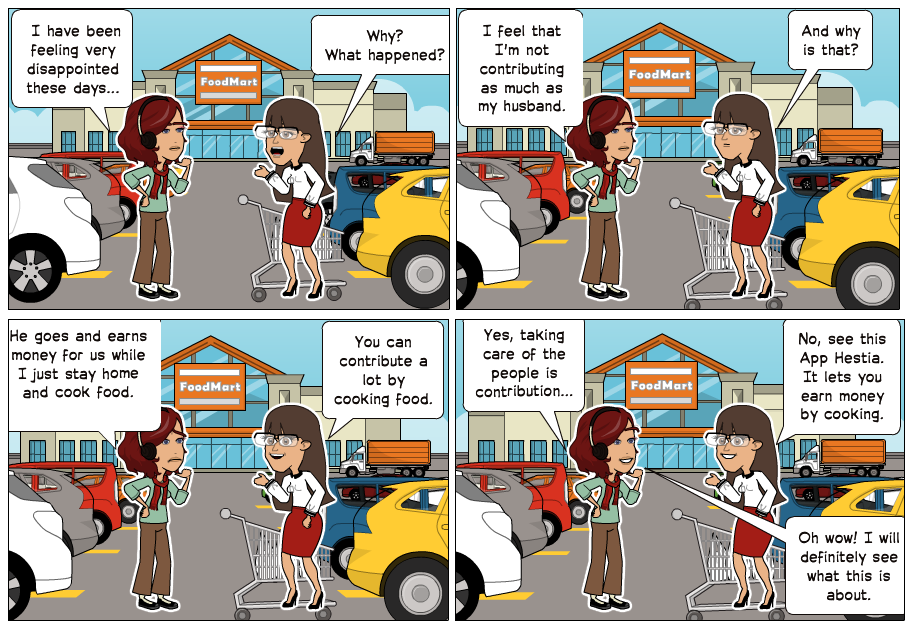 I have been
feeling very
disappointed
these days...
Why?
What happened?
FoodMart
I feel that
I'm not
contributing
as much as
my husband.
And why
is that?
FoodMart
He goes and earns
money for us while
I just stay home
and cook food.
You can
contribute a
lot by
cooking food.
FoodMart
Yes, taking
care of the
people is
contribution...
No, see this
App Hestia.
It lets you
earn money
by cooking.
FoodMart
Oh wow! I will
definitely see
what this is
about.